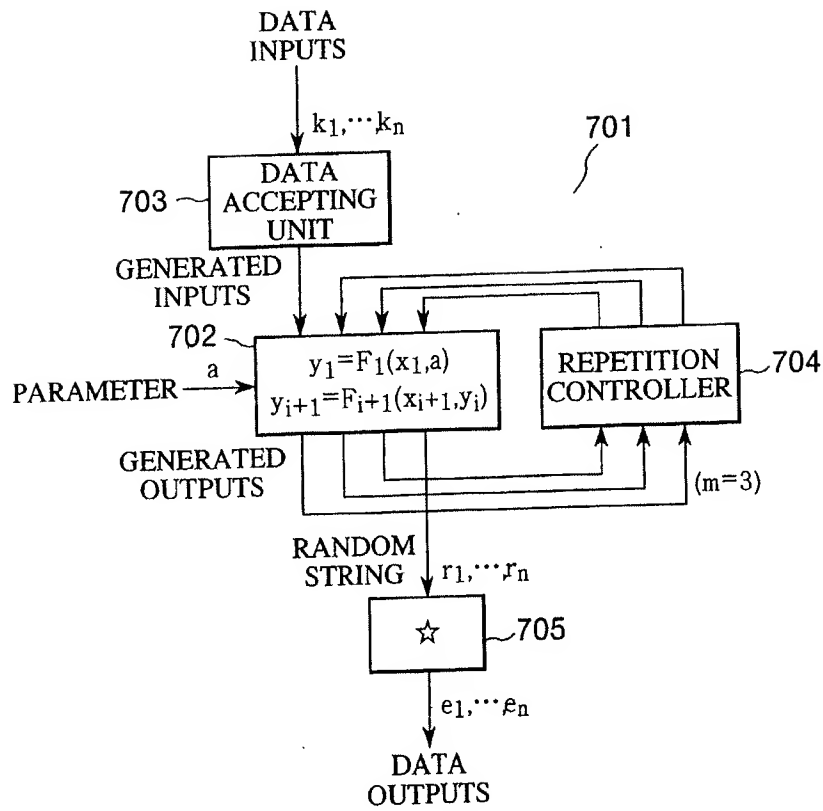 DATA
INPUTS
k1,···,kn
701
703
DATA
ACCEPTING
UNIT
GENERATED
INPUTS
702
y1=F1(x1,a)
yi+1=Fi+1(xi+1,yi)
PARAMETER
a
REPETITION
CONTROLLER
704
GENERATED
OUTPUTS
(m=3)
RANDOM
STRING
r1,···,rn
☆
705
e1,···,en
DATA
OUTPUTS